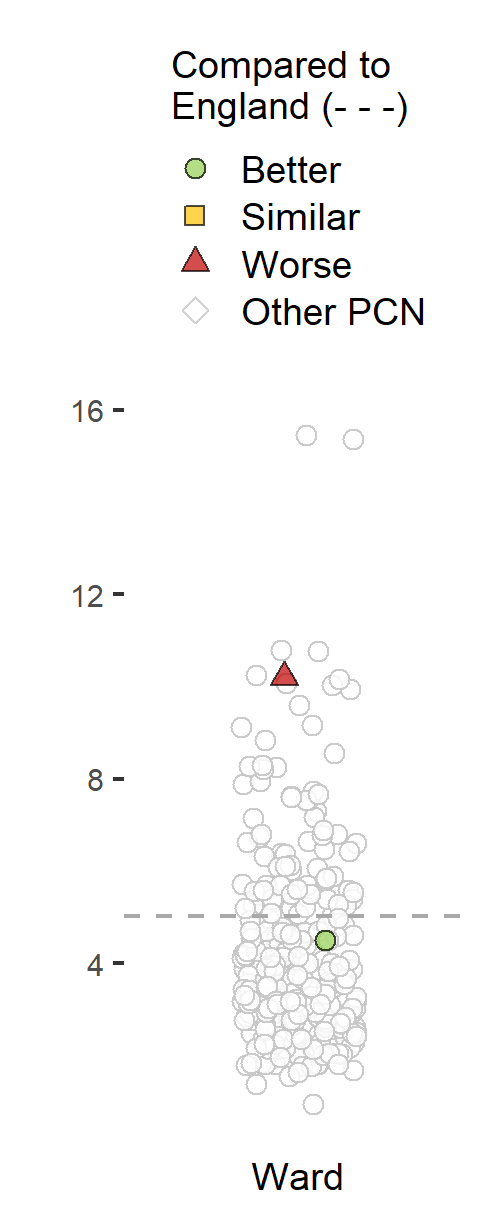 Compared to
England (- - -)
Better
Similar
Worse
Other PCN
16
12
8
4
Ward